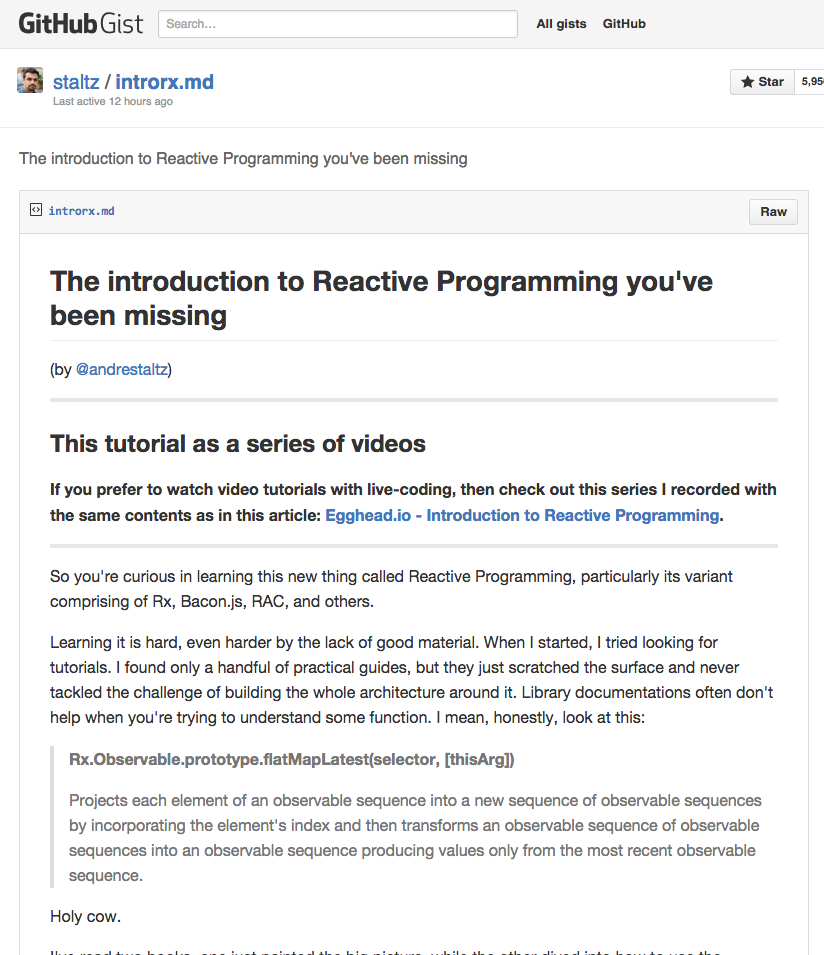 GitHub Gist Search... All gists GitHub
staltz / introrx.md
Last active 12 hours ago
Star
The introduction to Reactive Programming you've been missing
introrx.md
Raw
The introduction to Reactive Programming you've
been missing
(by @andrestaltz)
This tutorial as a series of videos
If you prefer to watch video tutorials with live-coding, then check out this series I recorded with
the same contents as in this article: Egghead.io - Introduction to Reactive Programming.
So you're curious in learning this new thing called Reactive Programming, particularly its variant
comprising of Rx, Bacon.js, RAC, and others.
Learning it is hard, even harder by the lack of good material. When I started, I tried looking for
tutorials. I found only a handful of practical guides, but they just scratched the surface and never
tackled the challenge of building the whole architecture around it. Library documentations often don't
help when you're trying to understand some function. I mean, honestly, look at this:
Rx.Observable.prototype.flatMapLatest(selector, [thisArg])
Projects each element of an observable sequence into a new sequence of observable sequences
by incorporating the element's index and then transforms an observable sequence of observable
sequences into an observable sequence producing values only from the most recent observable
sequence.
Holy cow.